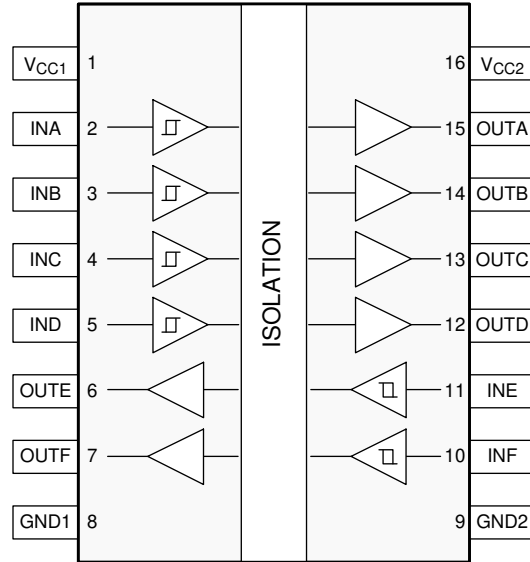 VCC1 1 16 VCC2
INA 2 15 OUTA
INB 3 14 OUTB
INC 4 13 OUTC
IND 5 12 OUTD
OUTE 6 11 INE
OUTF 7 10 INF
GND1 8 9 GND2
ISOLATION